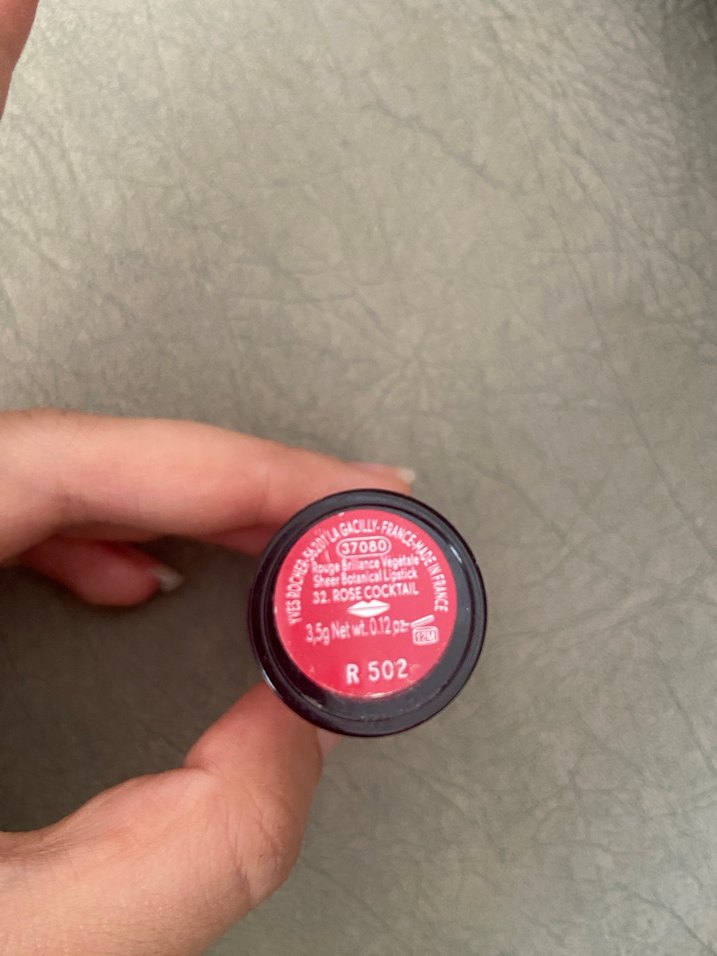 YVES ROCHER-56201 LA GACILLY-FRANCE-MADE IN FRANCE
37080
Rouge Brillance Végétale
Sheer Botanical Lipstick
32. ROSE COCKTAIL
3,5g Net wt. 0.12 oz.
12M
R 502